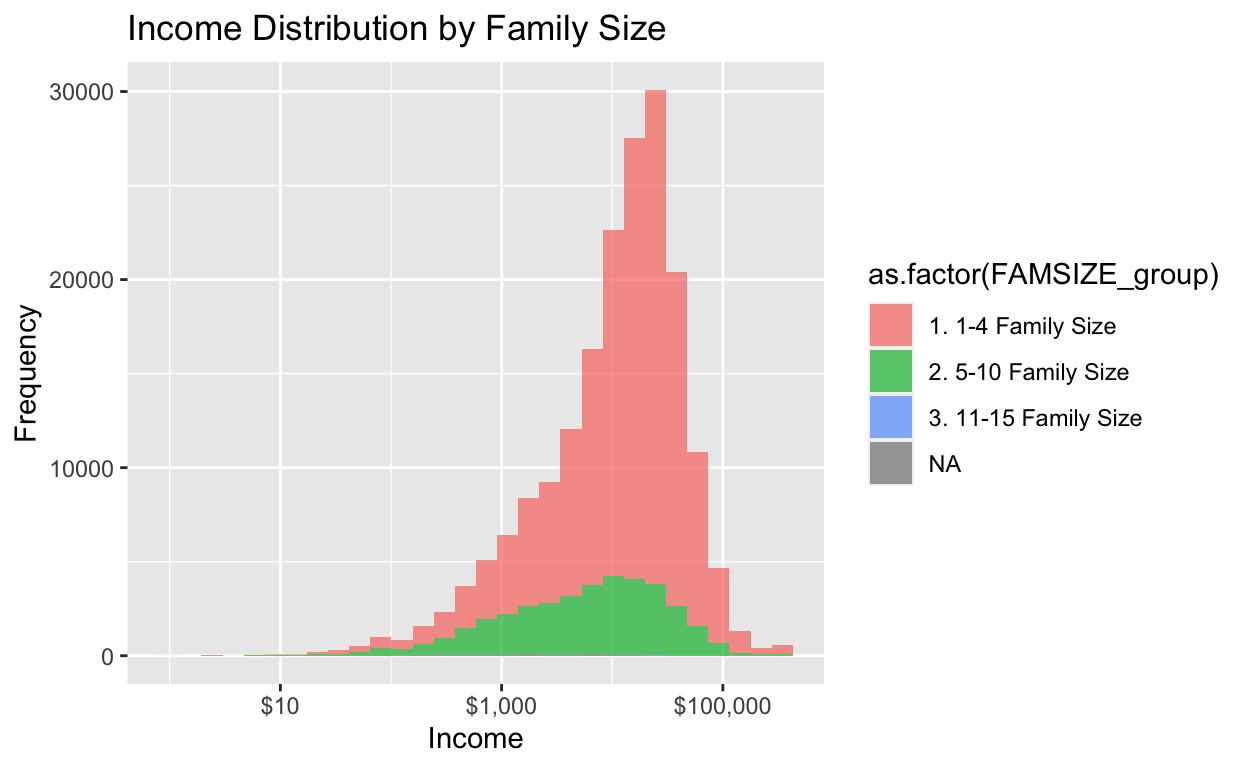 Income Distribution by Family Size
30000
20000
10000
0
Frequency
$10
$1,000
$100,000
Income
as.factor(FAMSIZE_group)
1. 1-4 Family Size
2. 5-10 Family Size
3. 11-15 Family Size
NA